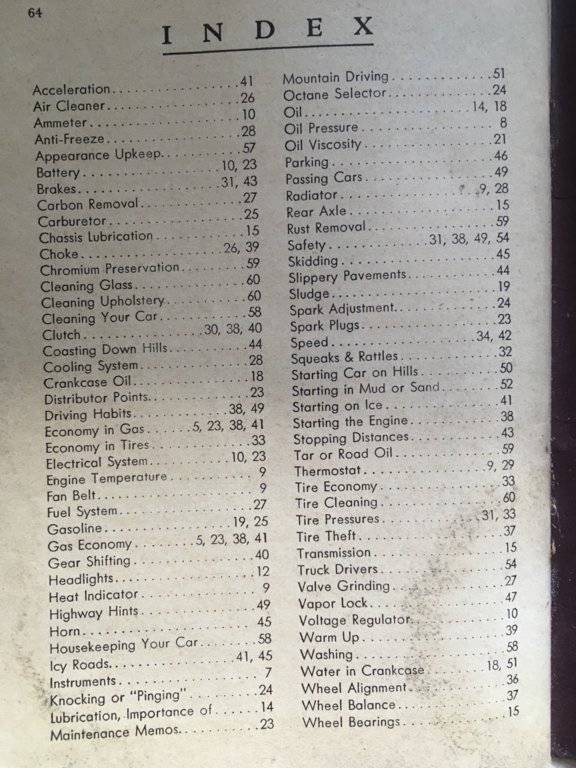 64
INDEX
Acceleration..................41
Air Cleaner...................26
Ammeter.......................10
Anti-Freeze...................28
Appearance Upkeep.............57
Battery...................10, 23
Brakes....................31, 43
Carbon Removal................27
Carburetor....................25
Chassis Lubrication...........15
Choke.....................26, 39
Chromium Preservation.........59
Cleaning Glass................60
Cleaning Upholstery...........60
Cleaning Your Car.............58
Clutch................30, 38, 40
Coasting Down Hills...........44
Cooling System................28
Crankcase Oil.................18
Distributor Points............23
Driving Habits............38, 49
Economy in Gas.....5, 23, 38, 41
Economy in Tires..............33
Electrical System.........10, 23
Engine Temperature.............9
Fan Belt.......................9
Fuel System...................27
Gasoline..................19, 25
Gas Economy........5, 23, 38, 41
Gear Shifting.................40
Headlights....................12
Heat Indicator.................9
Highway Hints.................49
Horn..........................45
Housekeeping Your Car.........58
Icy Roads.................41, 45
Instruments....................7
Knocking or "Pinging".........24
Lubrication, Importance of....14
Maintenance Memos.............23
Mountain Driving..............51
Octane Selector...............24
Oil.......................14, 18
Oil Pressure...................8
Oil Viscosity.................21
Parking.......................46
Passing Cars..................49
Radiator...................9, 28
Rear Axle.....................15
Rust Removal..................59
Safety............31, 38, 49, 54
Skidding......................45
Slippery Pavements............44
Sludge........................19
Spark Adjustment..............24
Spark Plugs...................23
Speed.....................34, 42
Squeaks & Rattles.............32
Starting Car on Hills.........50
Starting in Mud or Sand.......52
Starting on Ice...............41
Starting the Engine...........38
Stopping Distances............43
Tar or Road Oil...............59
Thermostat.................9, 29
Tire Economy..................33
Tire Cleaning.................60
Tire Pressures............31, 33
Tire Theft....................37
Transmission..................15
Truck Drivers.................54
Valve Grinding................27
Vapor Lock....................47
Voltage Regulator.............10
Warm Up.......................39
Washing.......................58
Water in Crankcase........18, 51
Wheel Alignment...............36
Wheel Balance.................37
Wheel Bearings................15